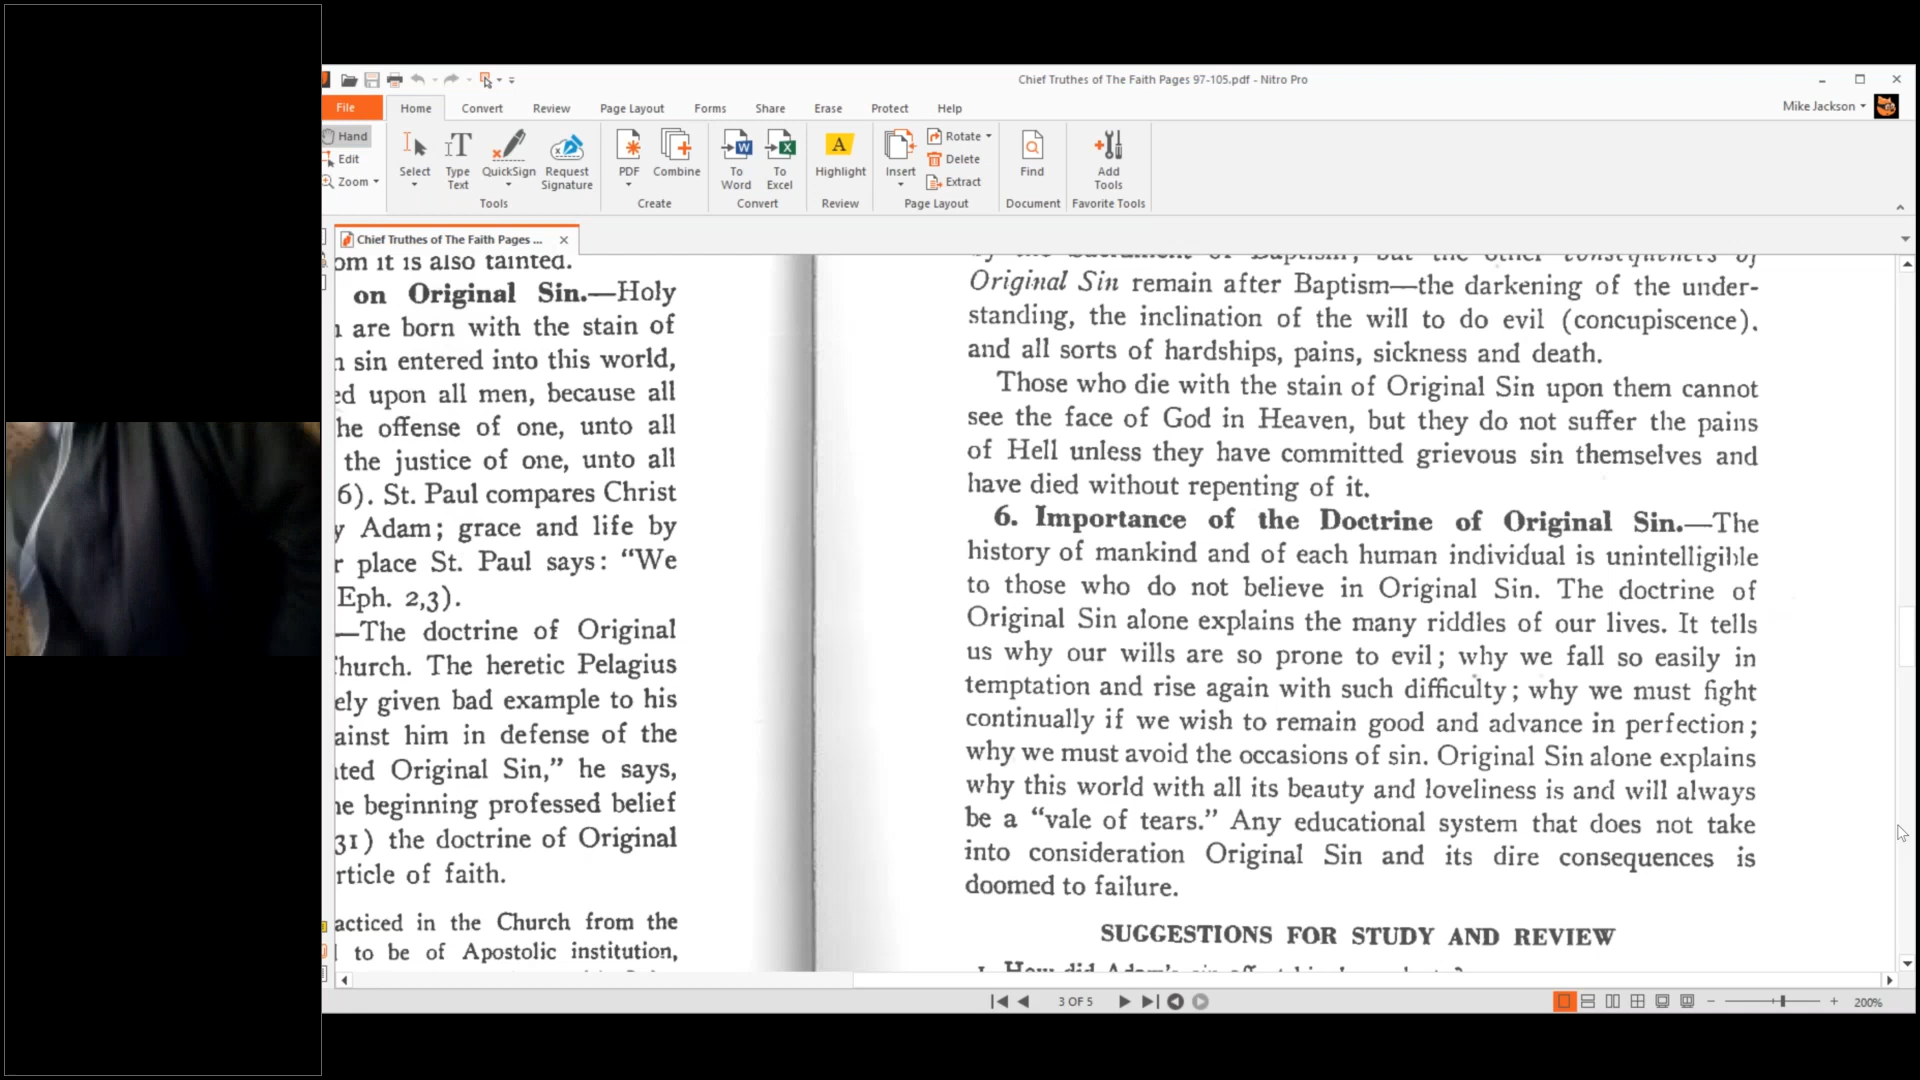 Chief Truthes of The Faith Pages 97-105.pdf - Nitro Pro
File
Home
Convert
Review
Page Layout
Forms
Share
Erase
Protect
Help
Mike Jackson
Hand
Edit
Zoom
Select
Type
Text
QuickSign
Request
Signature
Tools
PDF
Combine
Create
To
Word
To
Excel
Convert
Highlight
Review
Insert
Rotate
Delete
Extract
Page Layout
Find
Document
Add
Tools
Favorite Tools
Chief Truthes of The Faith Pages ...
om it is also tainted.
on Original Sin.—Holy
are born with the stain of
sin entered into this world,
ed upon all men, because all
he offense of one, unto all
the justice of one, unto all
6). St. Paul compares Christ
y Adam; grace and life by
r place St. Paul says: “We
Eph. 2,3).
—The doctrine of Original
hurch. The heretic Pelagius
ely given bad example to his
ainst him in defense of the
ted Original Sin,” he says,
he beginning professed belief
31) the doctrine of Original
rticle of faith.
acticed in the Church from the
to be of Apostolic institution,
by the Sacrament of Baptism, but the other consequences of
Original Sin remain after Baptism—the darkening of the under-
standing, the inclination of the will to do evil (concupiscence).
and all sorts of hardships, pains, sickness and death.
Those who die with the stain of Original Sin upon them cannot
see the face of God in Heaven, but they do not suffer the pains
of Hell unless they have committed grievous sin themselves and
have died without repenting of it.
6. Importance of the Doctrine of Original Sin.—The
history of mankind and of each human individual is unintelligible
to those who do not believe in Original Sin. The doctrine of
Original Sin alone explains the many riddles of our lives. It tells
us why our wills are so prone to evil; why we fall so easily in
temptation and rise again with such difficulty; why we must fight
continually if we wish to remain good and advance in perfection;
why we must avoid the occasions of sin. Original Sin alone explains
why this world with all its beauty and loveliness is and will always
be a “vale of tears.” Any educational system that does not take
into consideration Original Sin and its dire consequences is
doomed to failure.
SUGGESTIONS FOR STUDY AND REVIEW
How did Adam's sin
3 OF 5
200%